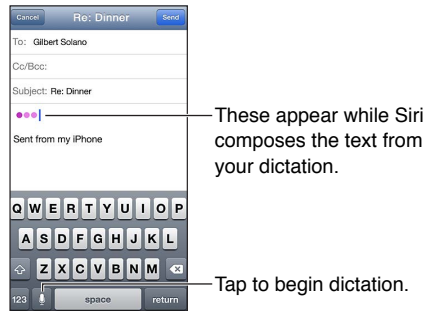 Cancel Re: Dinner Send
To: Gilbert Solano
Cc/Bcc:
Subject: Re: Dinner
These appear while Siri
composes the text from
your dictation.
Sent from my iPhone
Q W E R T Y U I O P
A S D F G H J K L
Z X C V B N M
123 space return
Tap to begin dictation.